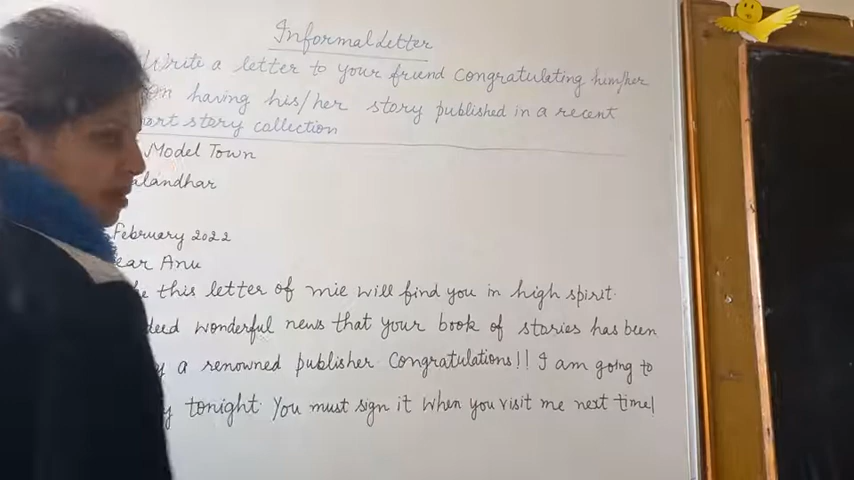 Informal Letter
Write a letter to your friend congratulating him/her
on having his/her story published in a recent
short story collection
Model Town
Jalandhar
February 2022
Dear Anu
this letter of mie will find you in high spirit.
wonderful news that your book of stories has been
a renowned publisher. Congratulations!! I am going to
tonight. You must sign it when you visit me next time!